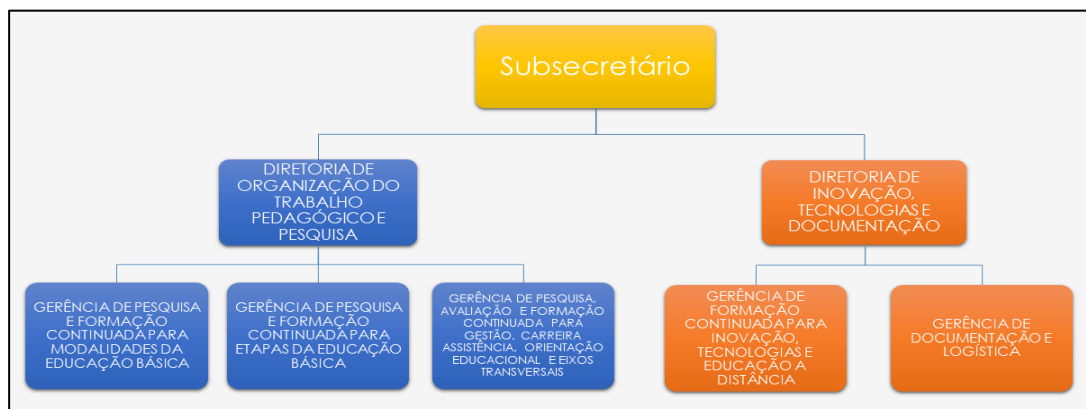 Subsecretário
DIRETORIA DE
ORGANIZAÇÃO DO
TRABALHO
PEDAGÓGICO E
PESQUISA
DIRETORIA DE
INOVAÇÃO,
TECNOLOGIAS E
DOCUMENTAÇÃO
GERÊNCIA DE PESQUISA
E FORMAÇÃO
CONTINUADA PARA
MODALIDADES DA
EDUCAÇÃO BÁSICA
GERÊNCIA DE PESQUISA
E FORMAÇÃO
CONTINUADA PARA
ETAPAS DA EDUCAÇÃO
BÁSICA
GERÊNCIA DE PESQUISA,
AVALIAÇÃO E FORMAÇÃO
CONTINUADA PARA
GESTÃO, CARREIRA
ASSISTÊNCIA, ORIENTAÇÃO
EDUCACIONAL E EIXOS
TRANSVERSAIS
GERÊNCIA DE
FORMAÇÃO
CONTINUADA PARA
INOVAÇÃO,
TECNOLOGIAS E
EDUCAÇÃO A
DISTÂNCIA
GERÊNCIA DE
DOCUMENTAÇÃO E
LOGÍSTICA